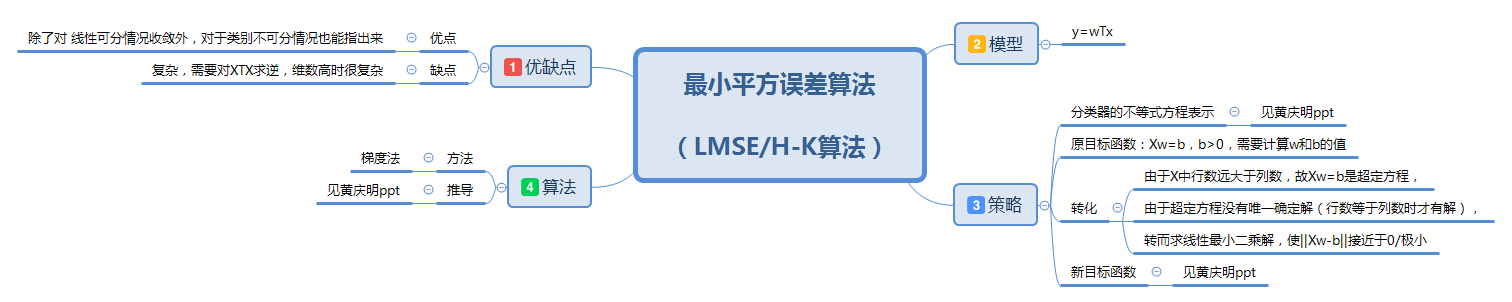 最小平方误差算法
（LMSE/H-K算法）
1 优缺点
优点
除了对 线性可分情况收敛外，对于类别不可分情况也能指出来
缺点
复杂，需要对XTX求逆，维数高时很复杂
2 模型
y=wTx
3 策略
分类器的不等式方程表示
见黄庆明ppt
原目标函数：Xw=b，b>0，需要计算w和b的值
转化
由于X中行数远大于列数，故Xw=b是超定方程，
由于超定方程没有唯一确定解（行数等于列数时才有解），
转而求线性最小二乘解，使||Xw-b||接近于0/极小
新目标函数
见黄庆明ppt
4 算法
方法
梯度法
推导
见黄庆明ppt